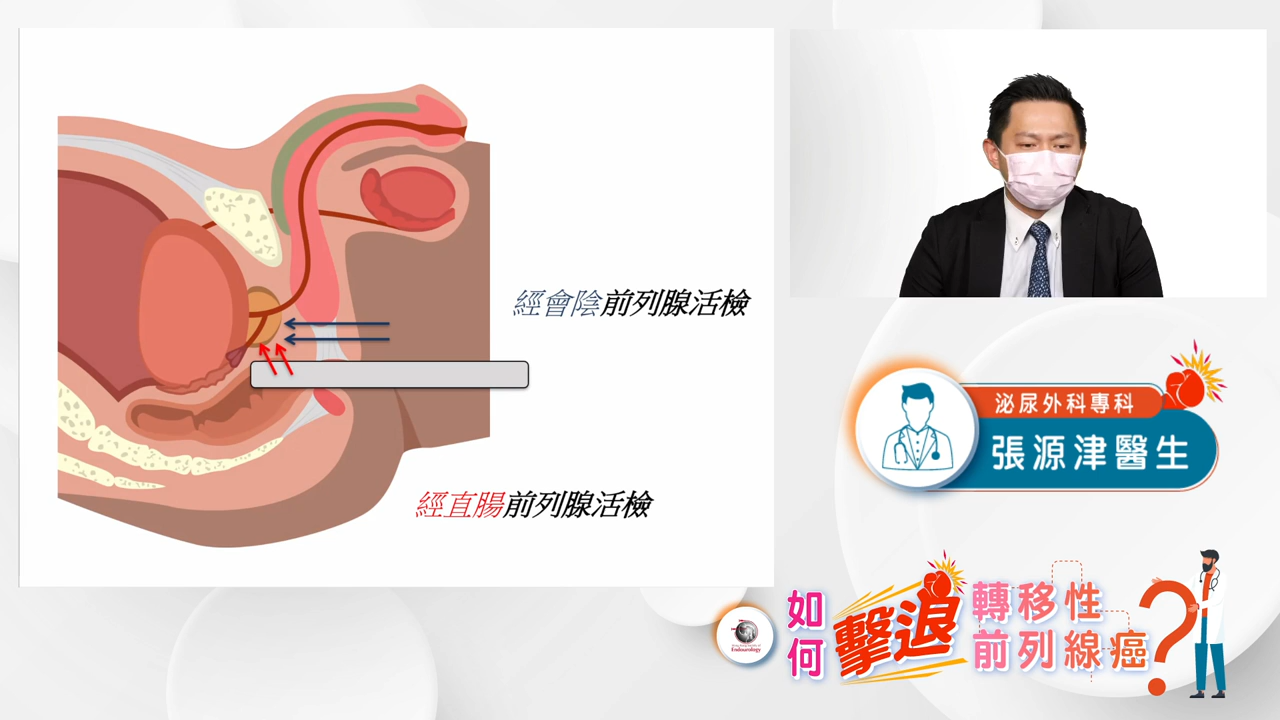 經會陰前列腺活檢
經直腸前列腺活檢
泌尿外科專科
張源津醫生
Endourology
如何擊退轉移性前列線癌?